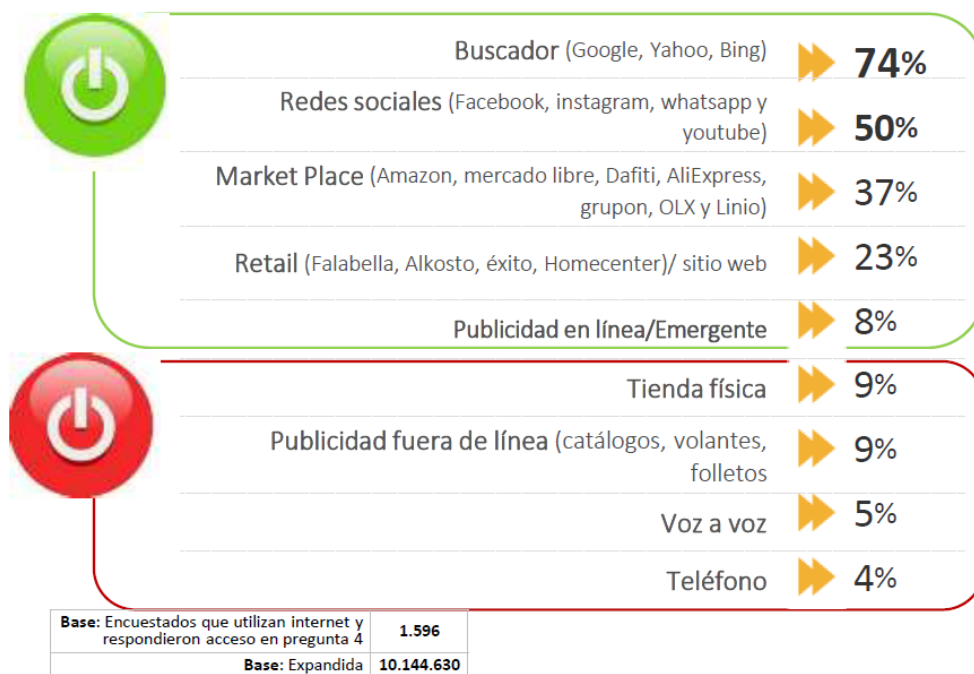 Buscador (Google, Yahoo, Bing) 74%
Redes sociales (Facebook, instagram, whatsapp y
youtube) 50%
Market Place (Amazon, mercado libre, Dafiti, AliExpress,
grupon, OLX y Linio) 37%
Retail (Falabella, Alkosto, éxito, Homecenter)/ sitio web 23%
Publicidad en línea/Emergente 8%
Tienda física 9%
Publicidad fuera de línea (catálogos, volantes,
folletos 9%
Voz a voz 5%
Teléfono 4%
Base: Encuestados que utilizan internet y
respondieron acceso en pregunta 4 1.596
Base: Expandida 10.144.630